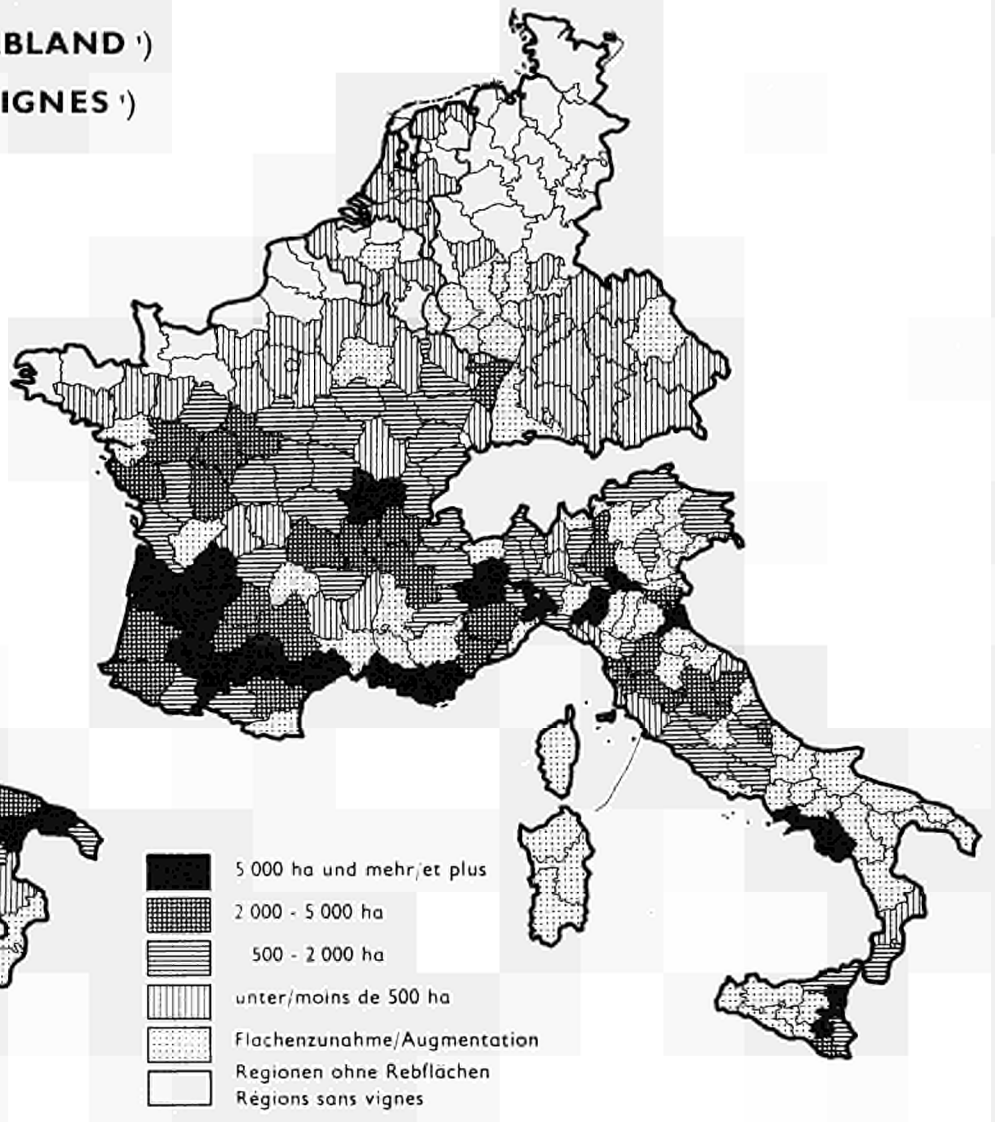 BLAND ¹)
IGNES ¹)
5 000 ha und mehr/et plus
2 000 - 5 000 ha
500 - 2 000 ha
unter/moins de 500 ha
Flachenzunahme/Augmentation
Regionen ohne Rebflächen
Régions sans vignes